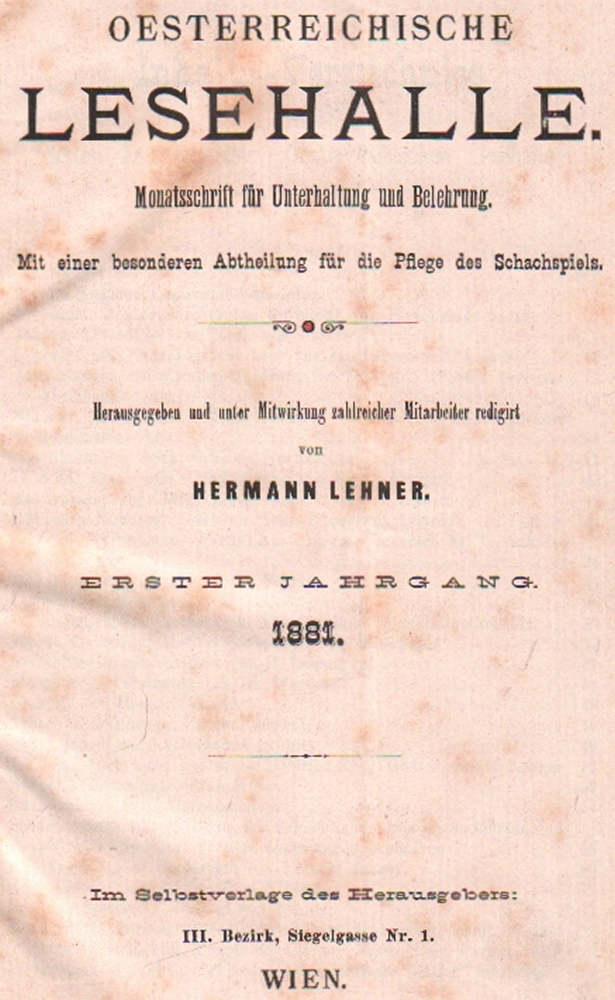 OESTERREICHISCHE
LESEHALLE.
Monatsschrift für Unterhaltung und Belehrung.
Mit einer besonderen Abtheilung für die Pflege des Schachspiels.
Herausgegeben und unter Mitwirkung zahlreicher Mitarbeiter redigirt
von
HERMANN LEHNER.
ERSTER JAHRGANG.
1881.
Im Selbstverlage des Herausgebers:
III. Bezirk, Siegelgasse Nr. 1.
WIEN.